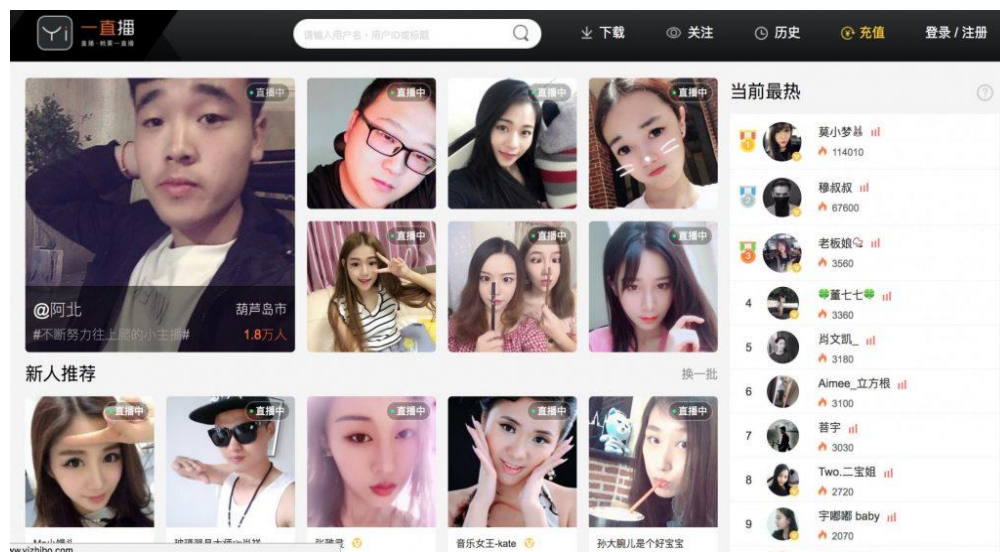 Yi 一直播
直播·就要一直播
请输入用户名、用户ID或标题
下载
关注
历史
充值
登录 / 注册
直播中
直播中
直播中
直播中
@阿北
葫芦岛市
#不断努力往上爬的小主播#
1.8万人
直播中
直播中
直播中
当前最热
1
莫小梦
114010
2
穆叔叔
67600
3
老板娘
3560
4
董七七
3360
5
肖文凯_
3180
6
Aimee_立方根
3100
7
菩宇
3030
8
Two.二宝姐
2720
9
宇嘟嘟 baby
2070
新人推荐
换一批
直播中
直播中
直播中
直播中
直播中
音乐女王-kate
孙大腕儿是个好宝宝